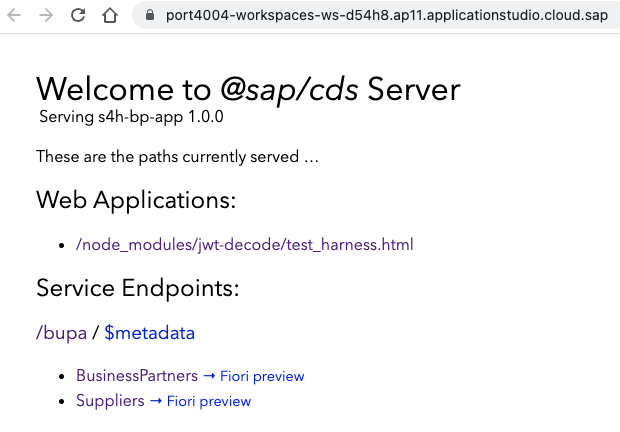 port4004-workspaces-ws-d54h8.ap11.applicationstudio.cloud.sap
Welcome to @sap/cds Server
Serving s4h-bp-app 1.0.0
These are the paths currently served …
Web Applications:
• /node_modules/jwt-decode/test_harness.html
Service Endpoints:
/bupa / $metadata
• BusinessPartners → Fiori preview
• Suppliers → Fiori preview